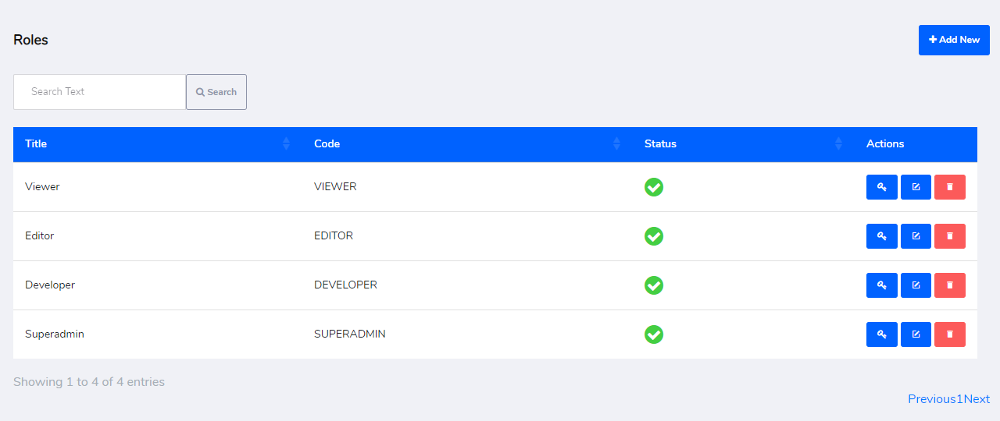 Roles
Add New
Search Text
Search
Title Code Status Actions
Viewer VIEWER
Editor EDITOR
Developer DEVELOPER
Superadmin SUPERADMIN
Showing 1 to 4 of 4 entries
Previous1Next